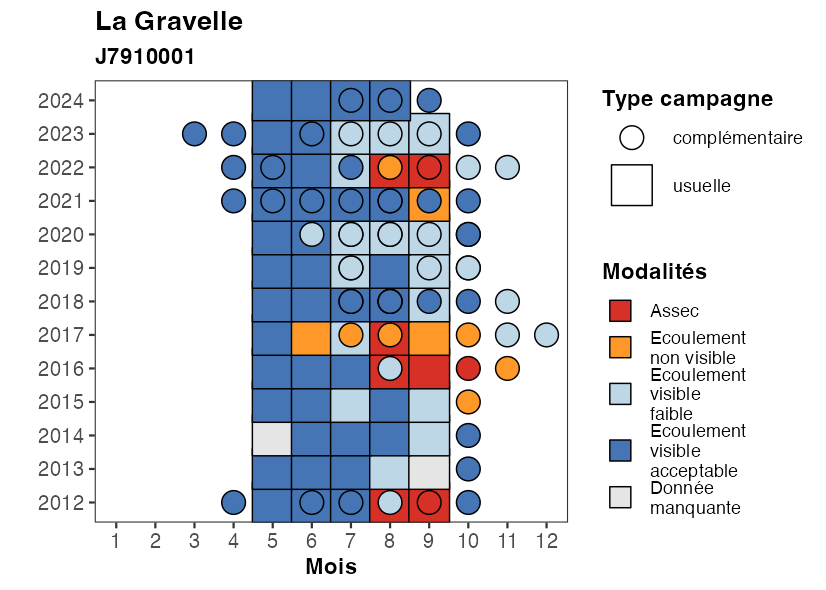 La Gravelle
J7910001
2024
2023
2022
2021
2020
2019
2018
2017
2016
2015
2014
2013
2012
1 2 3 4 5 6 7 8 9 10 11 12
Mois
Type campagne
complémentaire
usuelle
Modalités
Assec
Ecoulement
non visible
Ecoulement
visible
faible
Ecoulement
visible
acceptable
Donnée
manquante